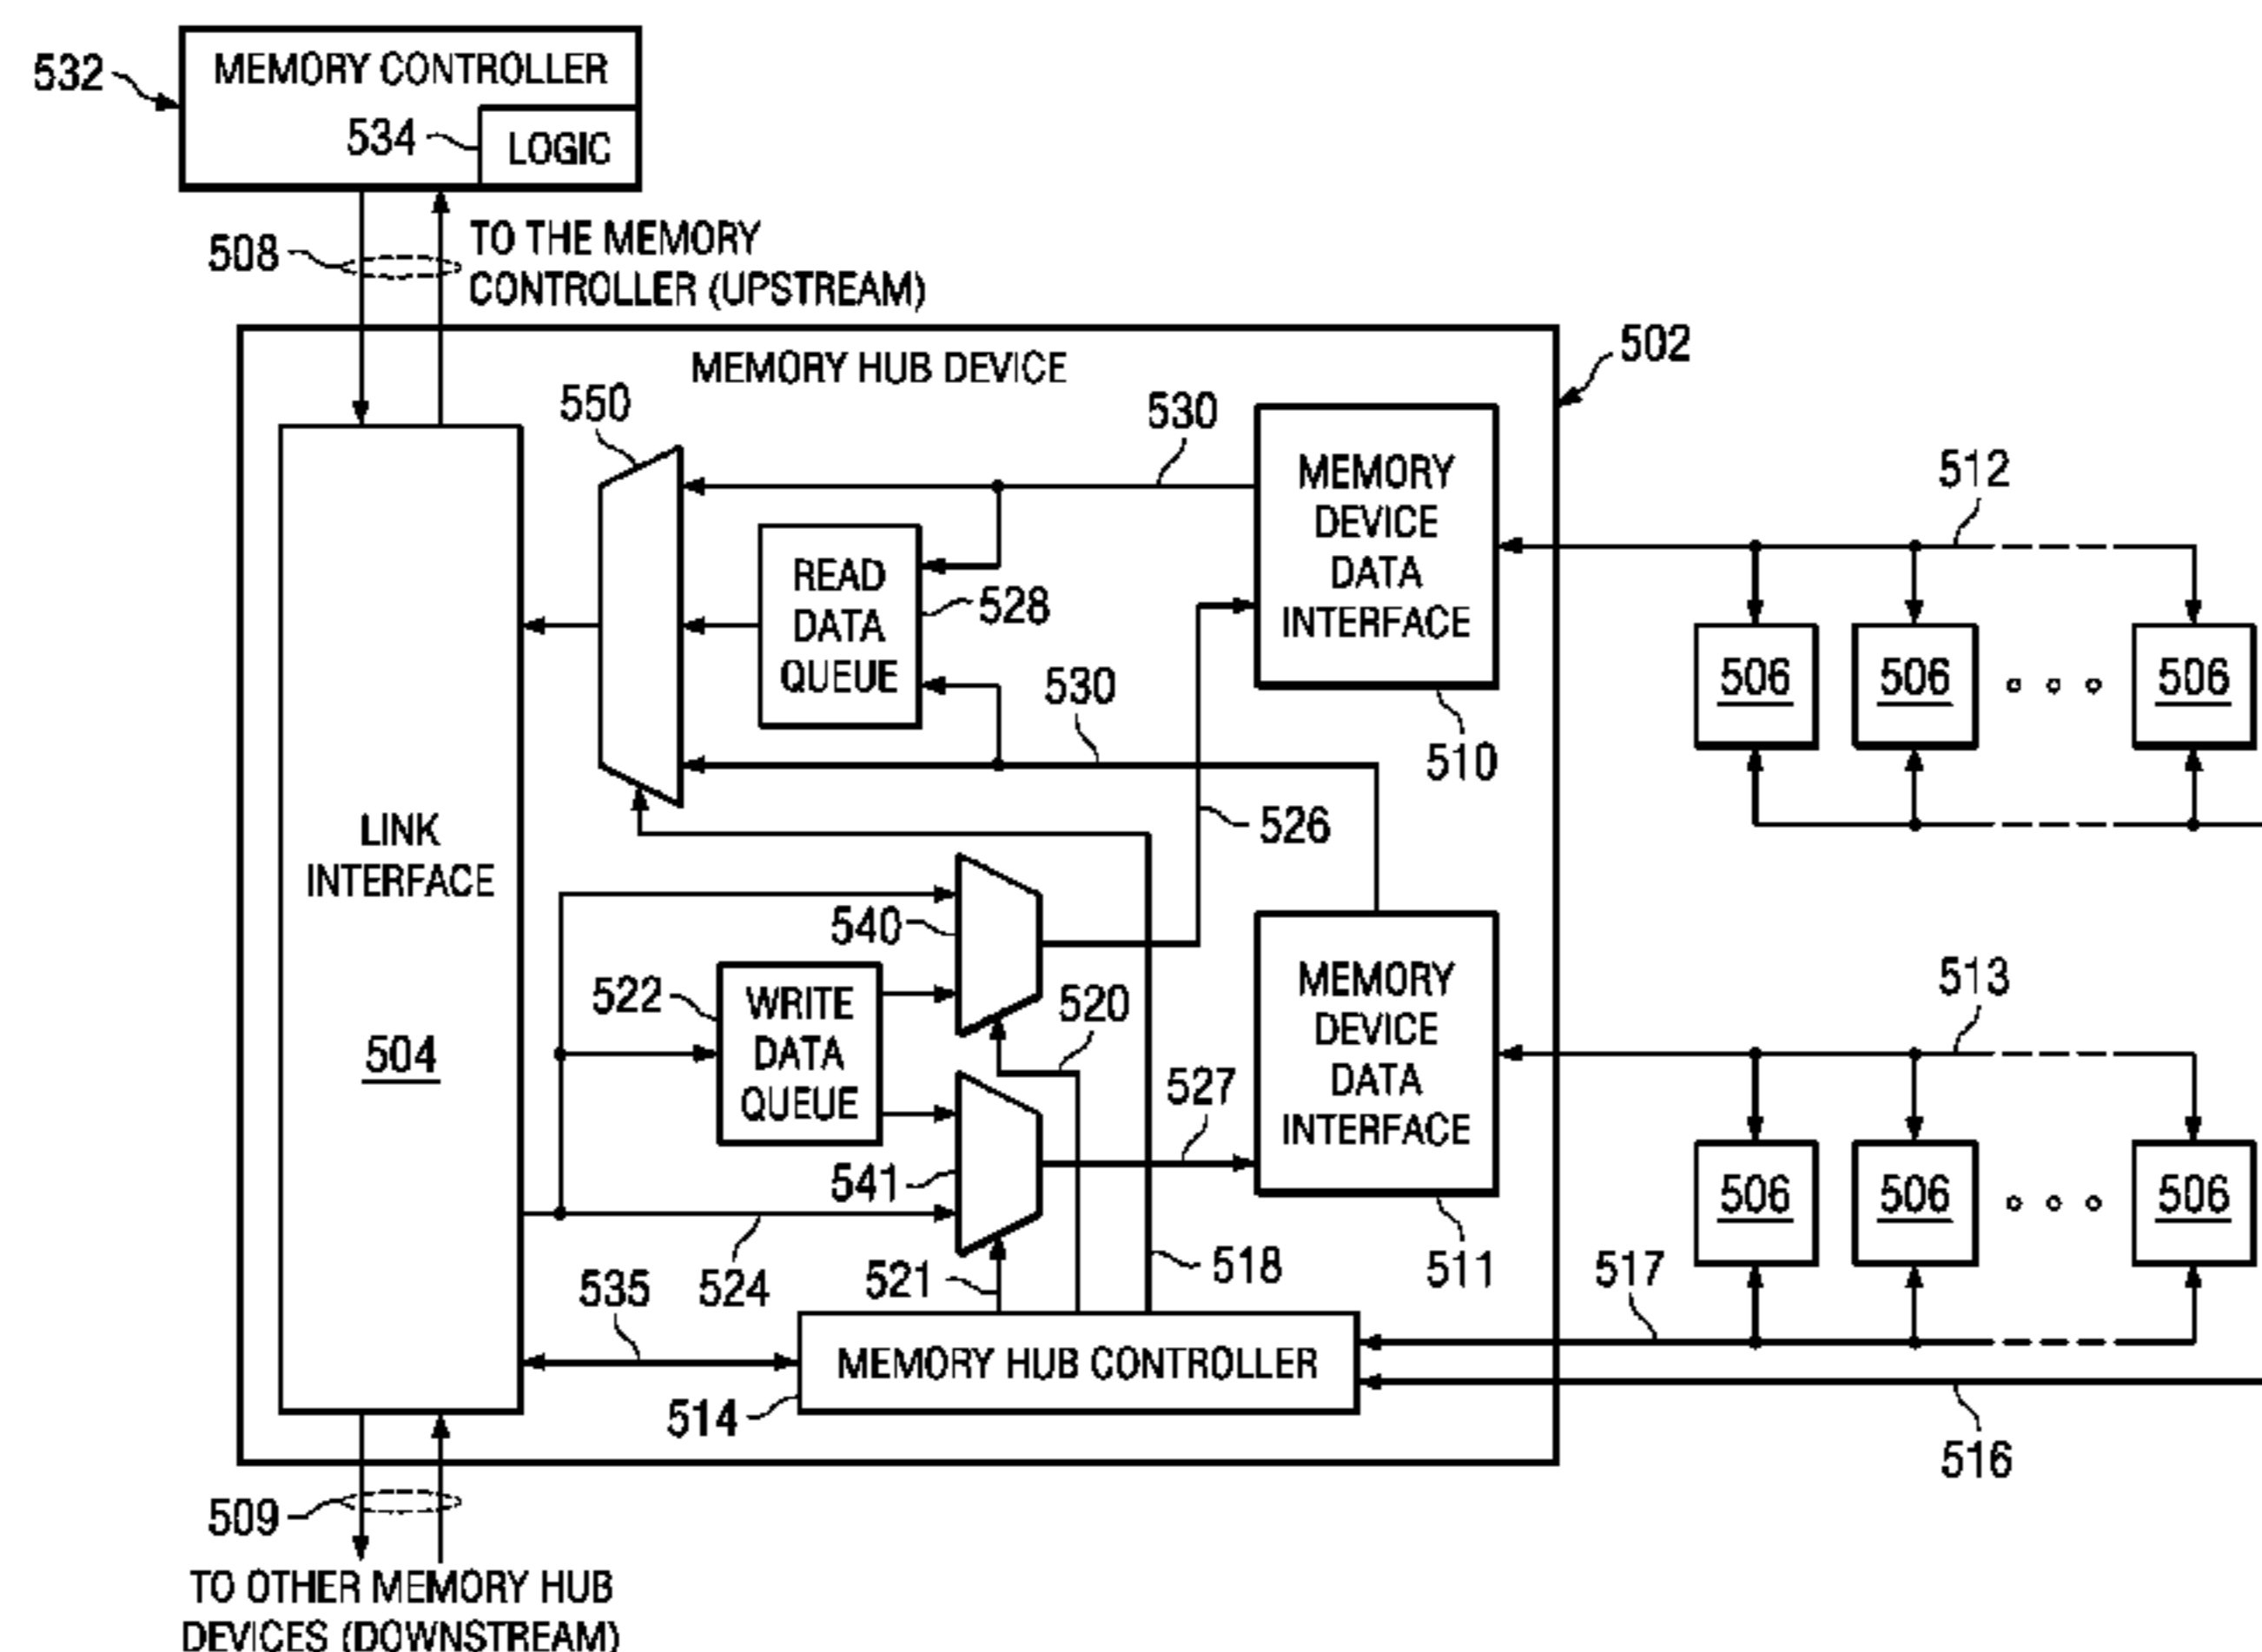 532
MEMORY CONTROLLER
534
LOGIC
508
TO THE MEMORY
CONTROLLER (UPSTREAM)
MEMORY HUB DEVICE
502
550
530
MEMORY
DEVICE
DATA
INTERFACE
510
512
READ
DATA
QUEUE
528
530
506
506
506
526
LINK
INTERFACE
504
540
522
WRITE
DATA
QUEUE
520
541
527
MEMORY
DEVICE
DATA
INTERFACE
511
513
506
506
506
535
524
521
518
517
MEMORY HUB CONTROLLER
514
516
509
TO OTHER MEMORY HUB
DEVICES (DOWNSTREAM)